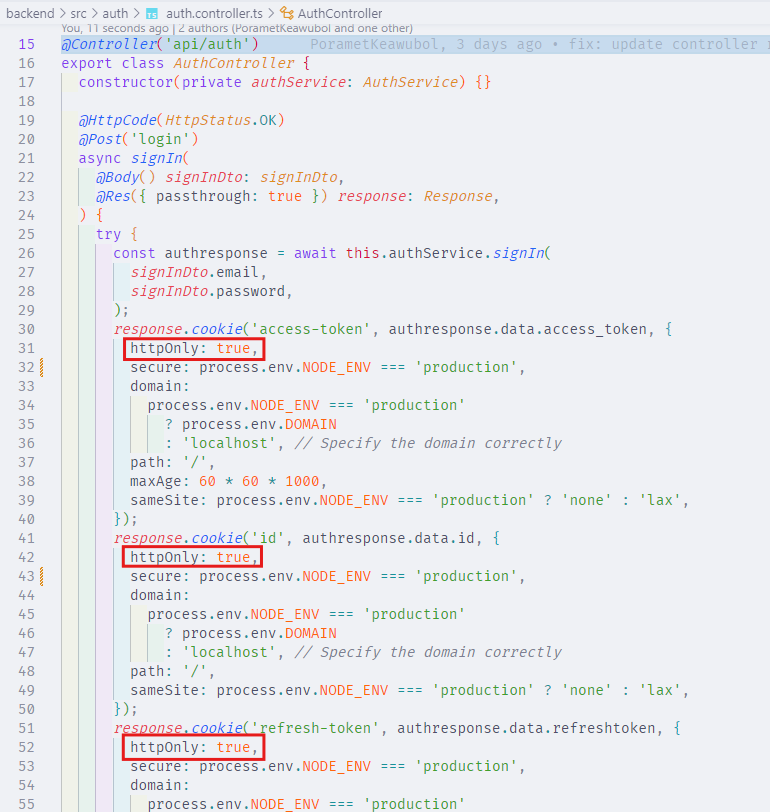 backend > src > auth > TS auth.controller.ts > AuthController
You, 11 seconds ago | 2 authors (PorametKeawubol and one other)
15 @Controller('api/auth') PorametKeawubol, 3 days ago • fix: update controller
16 export class AuthController {
17 constructor(private authService: AuthService) {}
18
19 @HttpCode(HttpStatus.OK)
20 @Post('login')
21 async signIn(
22 @Body() signInDto: signInDto,
23 @Res({ passthrough: true }) response: Response,
24 ) {
25 try {
26 const authresponse = await this.authService.signIn(
27 signInDto.email,
28 signInDto.password,
29 );
30 response.cookie('access-token', authresponse.data.access_token, {
31 httpOnly: true,
32 secure: process.env.NODE_ENV === 'production',
33 domain:
34 process.env.NODE_ENV === 'production'
35 ? process.env.DOMAIN
36 : 'localhost', // Specify the domain correctly
37 path: '/',
38 maxAge: 60 * 60 * 1000,
39 sameSite: process.env.NODE_ENV === 'production' ? 'none' : 'lax',
40 });
41 response.cookie('id', authresponse.data.id, {
42 httpOnly: true,
43 secure: process.env.NODE_ENV === 'production',
44 domain:
45 process.env.NODE_ENV === 'production'
46 ? process.env.DOMAIN
47 : 'localhost', // Specify the domain correctly
48 path: '/',
49 sameSite: process.env.NODE_ENV === 'production' ? 'none' : 'lax',
50 });
51 response.cookie('refresh-token', authresponse.data.refreshtoken, {
52 httpOnly: true,
53 secure: process.env.NODE_ENV === 'production',
54 domain:
55 process.env.NODE_ENV === 'production'